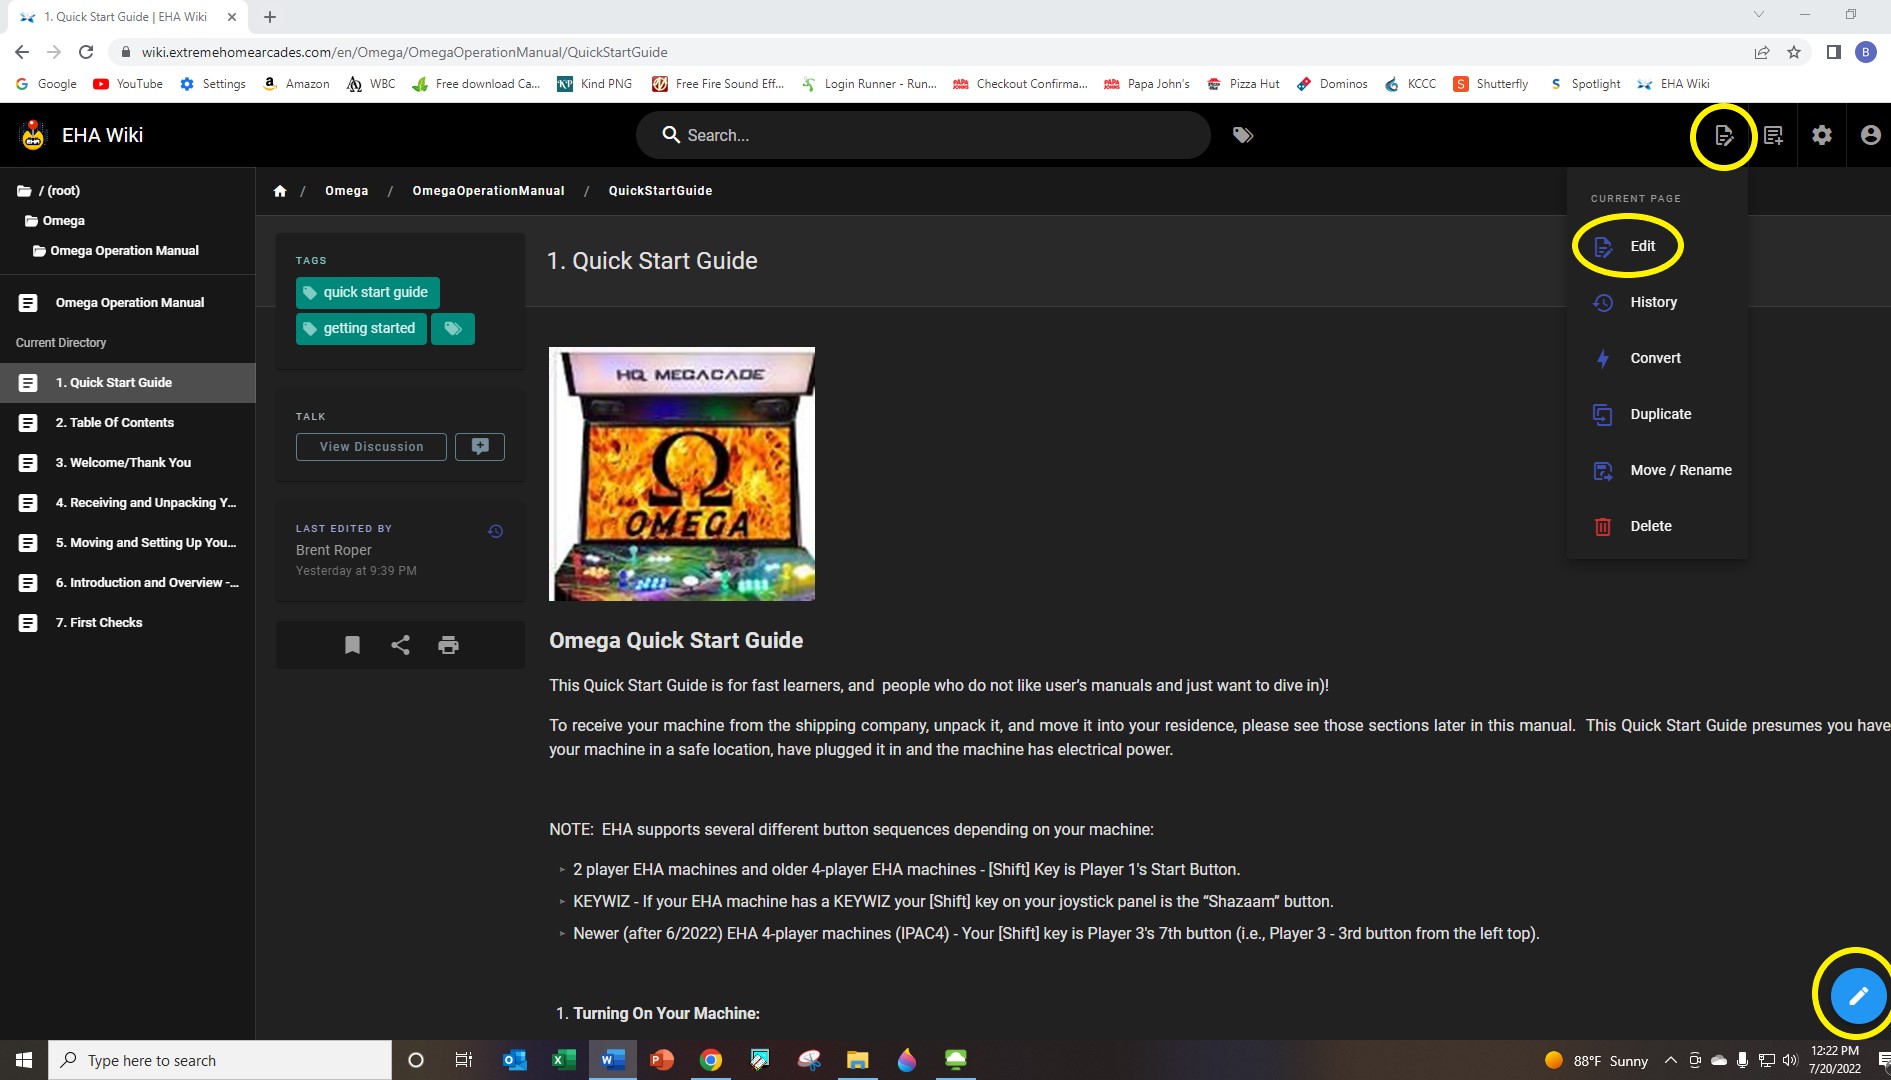 1. Quick Start Guide | EHA Wiki
wiki.extremehomearcades.com/en/Omega/OmegaOperationManual/QuickStartGuide
B
Google YouTube Settings Amazon WBC Free download Ca... Kind PNG Free Fire Sound Eff... Login Runner - Run... Checkout Confirma... Papa John's Pizza Hut Dominos KCCC Shutterfly Spotlight EHA Wiki
EHA Wiki
Search...
/ (root)
Omega
Omega Operation Manual
Omega Operation Manual
Current Directory
1. Quick Start Guide
2. Table Of Contents
3. Welcome/Thank You
4. Receiving and Unpacking Y...
5. Moving and Setting Up You...
6. Introduction and Overview -...
7. First Checks
/ Omega / OmegaOperationManual / QuickStartGuide
TAGS
quick start guide
getting started
TALK
View Discussion
LAST EDITED BY
Brent Roper
Yesterday at 9:39 PM
1. Quick Start Guide
CURRENT PAGE
Edit
History
Convert
Duplicate
Move / Rename
Delete
HQ MEGACADE
Ω
OMEGA
Omega Quick Start Guide
This Quick Start Guide is for fast learners, and  people who do not like user’s manuals and just want to dive in)!
To receive your machine from the shipping company, unpack it, and move it into your residence, please see those sections later in this manual.  This Quick Start Guide presumes you have
your machine in a safe location, have plugged it in and the machine has electrical power.
NOTE:  EHA supports several different button sequences depending on your machine:
2 player EHA machines and older 4-player EHA machines - [Shift] Key is Player 1's Start Button.
KEYWIZ - If your EHA machine has a KEYWIZ your [Shift] key on your joystick panel is the “Shazaam” button.
Newer (after 6/2022) EHA 4-player machines (IPAC4) - Your [Shift] key is Player 3's 7th button (i.e., Player 3 - 3rd button from the left top).
1. Turning On Your Machine:
Type here to search
88°F Sunny
12:22 PM
7/20/2022